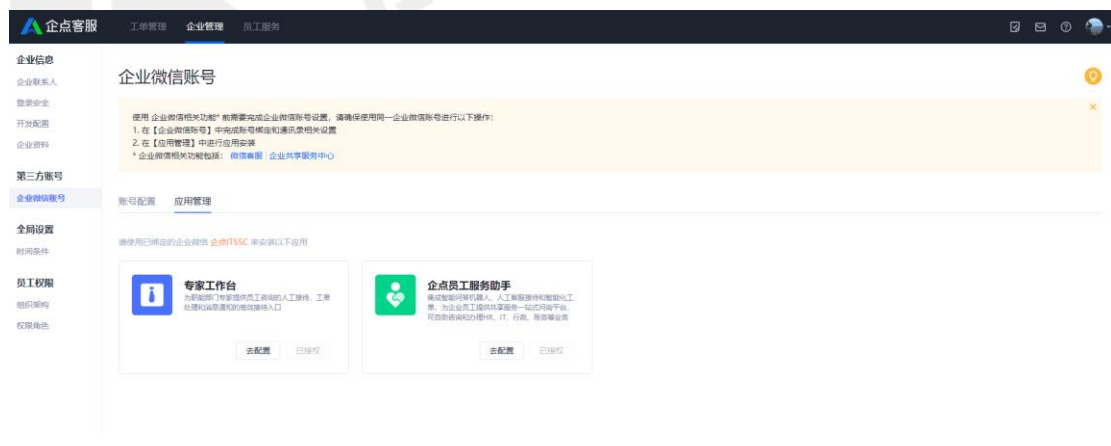 企点客服
工单管理 企业管理 员工服务
企业信息
企业联系人
登录安全
开发配置
企业资料
第三方账号
企业微信账号
全局设置
时间条件
员工权限
组织架构
权限角色
企业微信账号
使用 企业微信相关功能* 前需要完成企业微信账号设置，请确保使用同一企业微信账号进行以下操作：
1. 在【企业微信账号】中完成账号绑定和通讯录相关设置
2. 在【应用管理】中进行应用安装
* 企业微信相关功能包括： 微信客服 企业共享服务中心
账号配置 应用管理
请使用已绑定的企业微信 企点ITSSC 来安装以下应用
专家工作台
为职能部门专家提供员工咨询的人工接待、工单
处理和消息通知的高效接待入口
去配置 已授权
企点员工服务助手
集成智能问答机器人、人工客服接待和智能化工
单，为企业员工提供共享服务一站式问询平台，
可自助咨询和办理HR、IT、行政、财务等业务
去配置 已授权